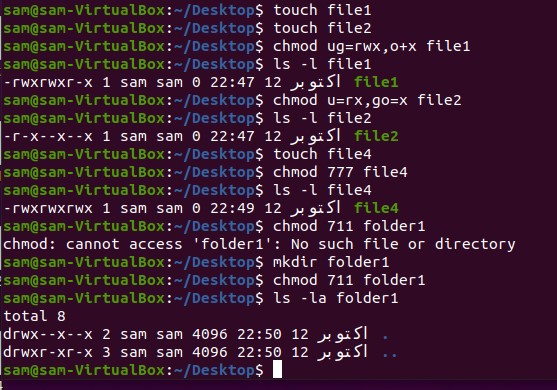 sam@sam-VirtualBox:~/Desktop$ touch file1
sam@sam-VirtualBox:~/Desktop$ touch file2
sam@sam-VirtualBox:~/Desktop$ chmod ug=rwx,o+x file1
sam@sam-VirtualBox:~/Desktop$ ls -l file1
-rwxrwxr-x 1 sam sam 0 22:47 12 اكتوبر file1
sam@sam-VirtualBox:~/Desktop$ chmod u=rx,go=x file2
sam@sam-VirtualBox:~/Desktop$ ls -l file2
-r-x--x--x 1 sam sam 0 22:47 12 اكتوبر file2
sam@sam-VirtualBox:~/Desktop$ touch file4
sam@sam-VirtualBox:~/Desktop$ chmod 777 file4
sam@sam-VirtualBox:~/Desktop$ ls -l file4
-rwxrwxrwx 1 sam sam 0 22:49 12 اكتوبر file4
sam@sam-VirtualBox:~/Desktop$ chmod 711 folder1
chmod: cannot access 'folder1': No such file or directory
sam@sam-VirtualBox:~/Desktop$ mkdir folder1
sam@sam-VirtualBox:~/Desktop$ chmod 711 folder1
sam@sam-VirtualBox:~/Desktop$ ls -la folder1
total 8
drwx--x--x 2 sam sam 4096 22:50 12 اكتوبر .
drwxr-xr-x 3 sam sam 4096 22:50 12 اكتوبر ..
sam@sam-VirtualBox:~/Desktop$